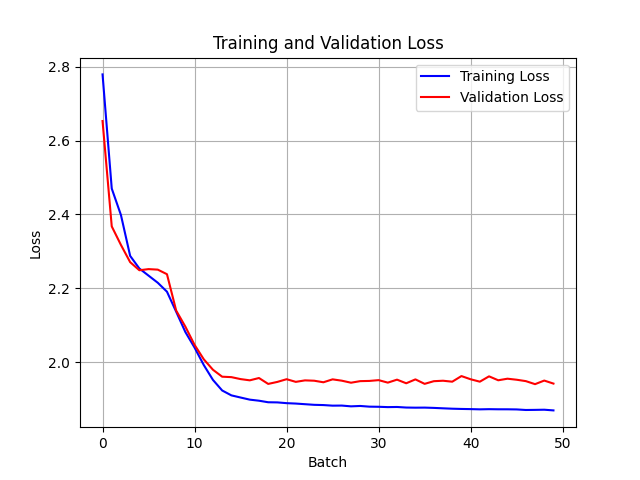 Training and Validation Loss
Training Loss
Validation Loss
Loss
2.8
2.6
2.4
2.2
2.0
0 10 20 30 40 50
Batch